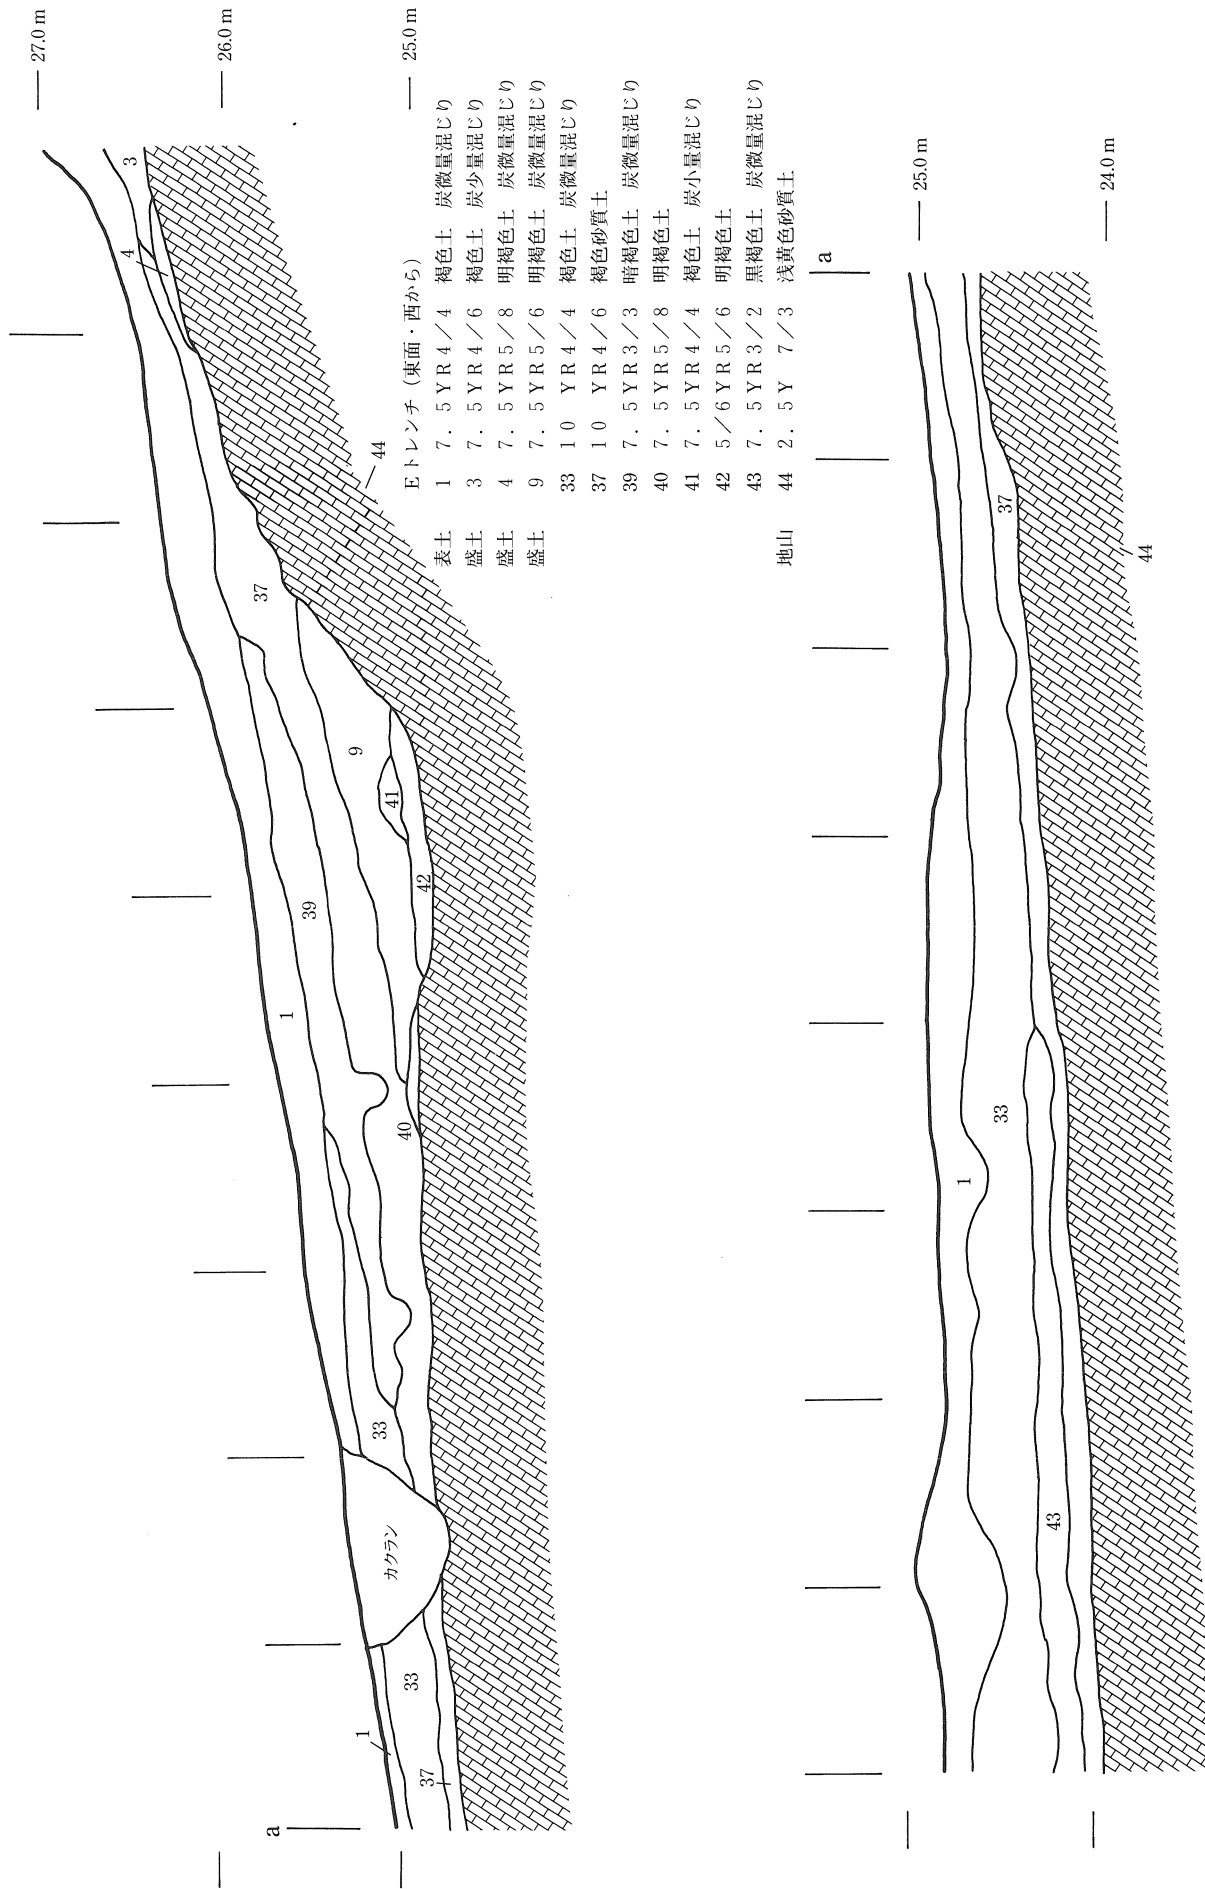 27.0 m
26.0 m
25.0 m
3
4
44
37
9
41
42
39
1
40
33
カクラン
33
1
37
a
Eトレンチ（東面・西から）
表土 1 7.5YR4／4 褐色土 炭微量混じり
盛土 3 7.5YR4／6 褐色土 炭少量混じり
盛土 4 7.5YR5／8 明褐色土 炭微量混じり
盛土 9 7.5YR5／6 明褐色土 炭微量混じり
33 10 YR4／4 褐色土 炭微量混じり
37 10 YR4／6 褐色砂質土
39 7.5YR3／3 暗褐色土 炭微量混じり
40 7.5YR5／8 明褐色土
41 7.5YR4／4 褐色土 炭小量混じり
42 5／6YR5／6 明褐色土
43 7.5YR3／2 黒褐色土 炭微量混じり
地山 44 2.5Y 7／3 浅黄色砂質土
25.0 m
24.0 m
a
37
44
33
1
43